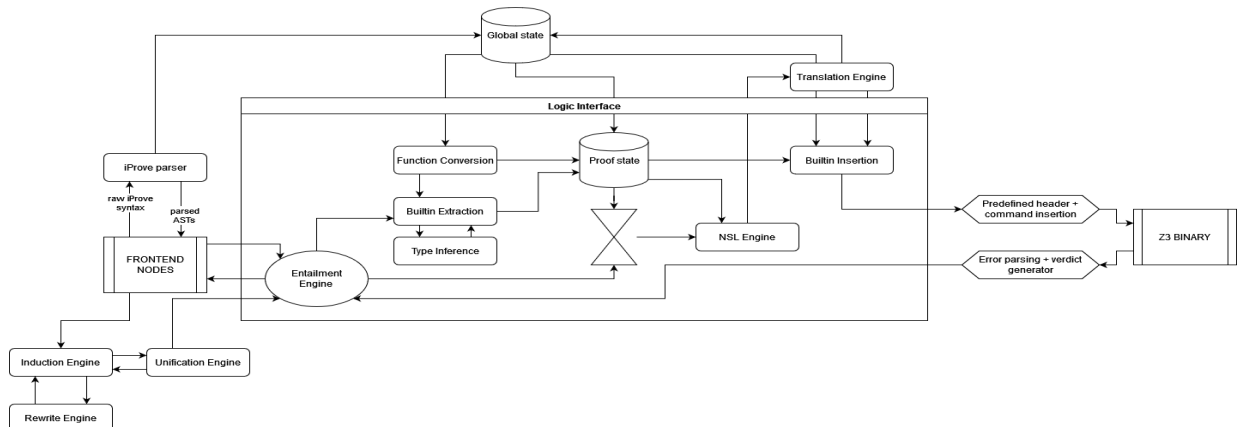 Global state
Translation Engine
Logic Interface
iProve parser
Function Conversion
Proof state
Builtin Insertion
raw iProve
syntax
parsed
ASTs
Builtin Extraction
Predefined header +
command insertion
Type Inference
NSL Engine
Z3 BINARY
FRONTEND
NODES
Entailment
Engine
Error parsing + verdict
generator
Induction Engine
Unification Engine
Rewrite Engine